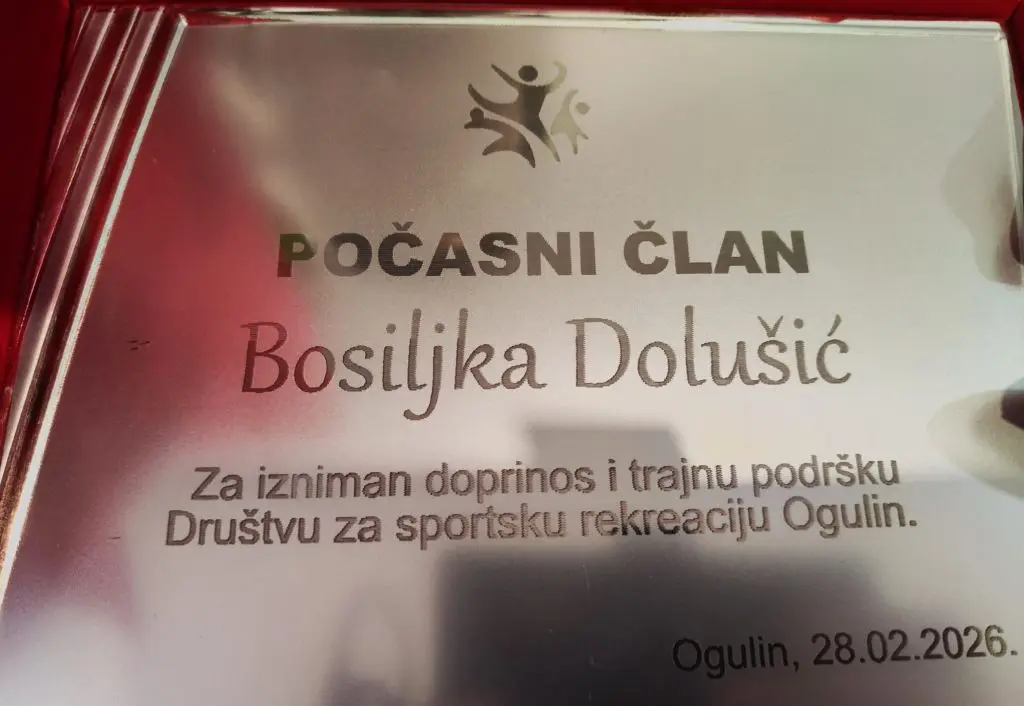 POČASNI ČLAN
Bosiljka Dolušić
Za izniman doprinos i trajnu podršku
Društvu za sportsku rekreaciju Ogulin.
Ogulin, 28.02.2026.